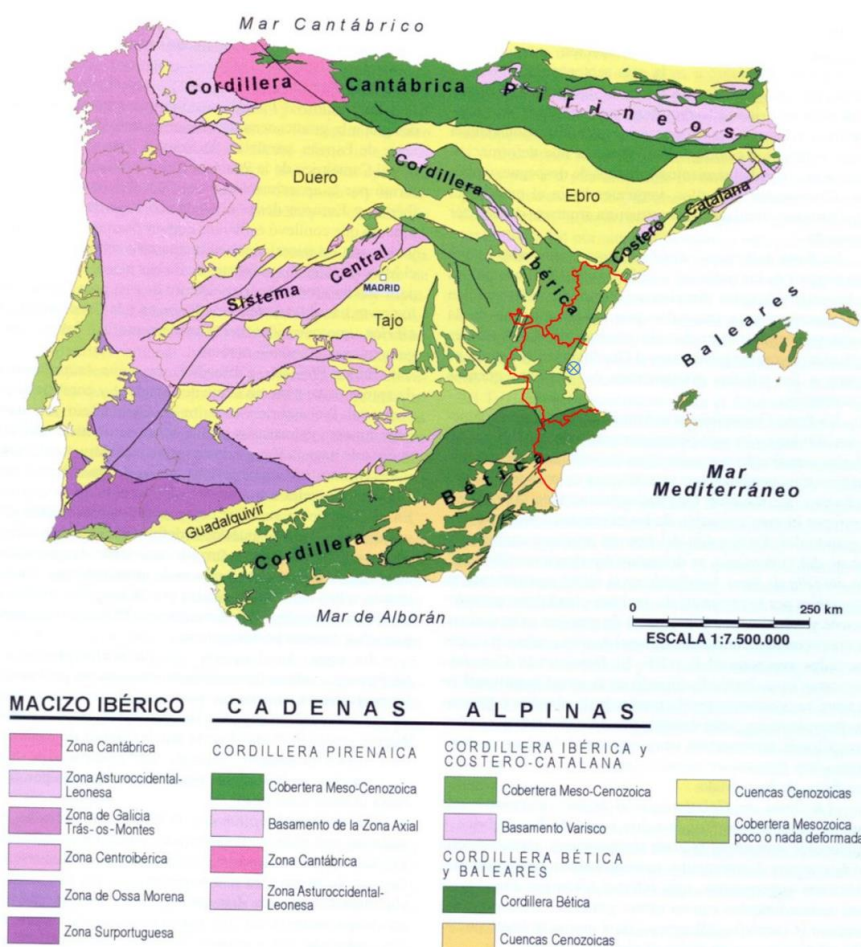 Mar Cantábrico
Cordillera Cantábrica
Pirineos
Duero
Cordillera
Ibérica
Ebro
Costero Catalana
Sistema Central
MADRID
Tajo
Baleares
Mar
Mediterráneo
Guadalquivir
Cordillera Bética
Mar de Alborán
0 250 km
ESCALA 1:7.500.000
MACIZO IBÉRICO
Zona Cantábrica
Zona Asturoccidental-
Leonesa
Zona de Galicia
Trás-os-Montes
Zona Centroibérica
Zona de Ossa Morena
Zona Surportuguesa
CADENAS ALPINAS
CORDILLERA PIRENAICA
Cobertera Meso-Cenozoica
Basamento de la Zona Axial
Zona Cantábrica
Zona Asturoccidental-
Leonesa
CORDILLERA IBÉRICA y
COSTERO-CATALANA
Cobertera Meso-Cenozoica
Basamento Varisco
CORDILLERA BÉTICA
y BALEARES
Cordillera Bética
Cuencas Cenozoicas
Cuencas Cenozoicas
Cobertera Mesozoica
poco o nada deformada